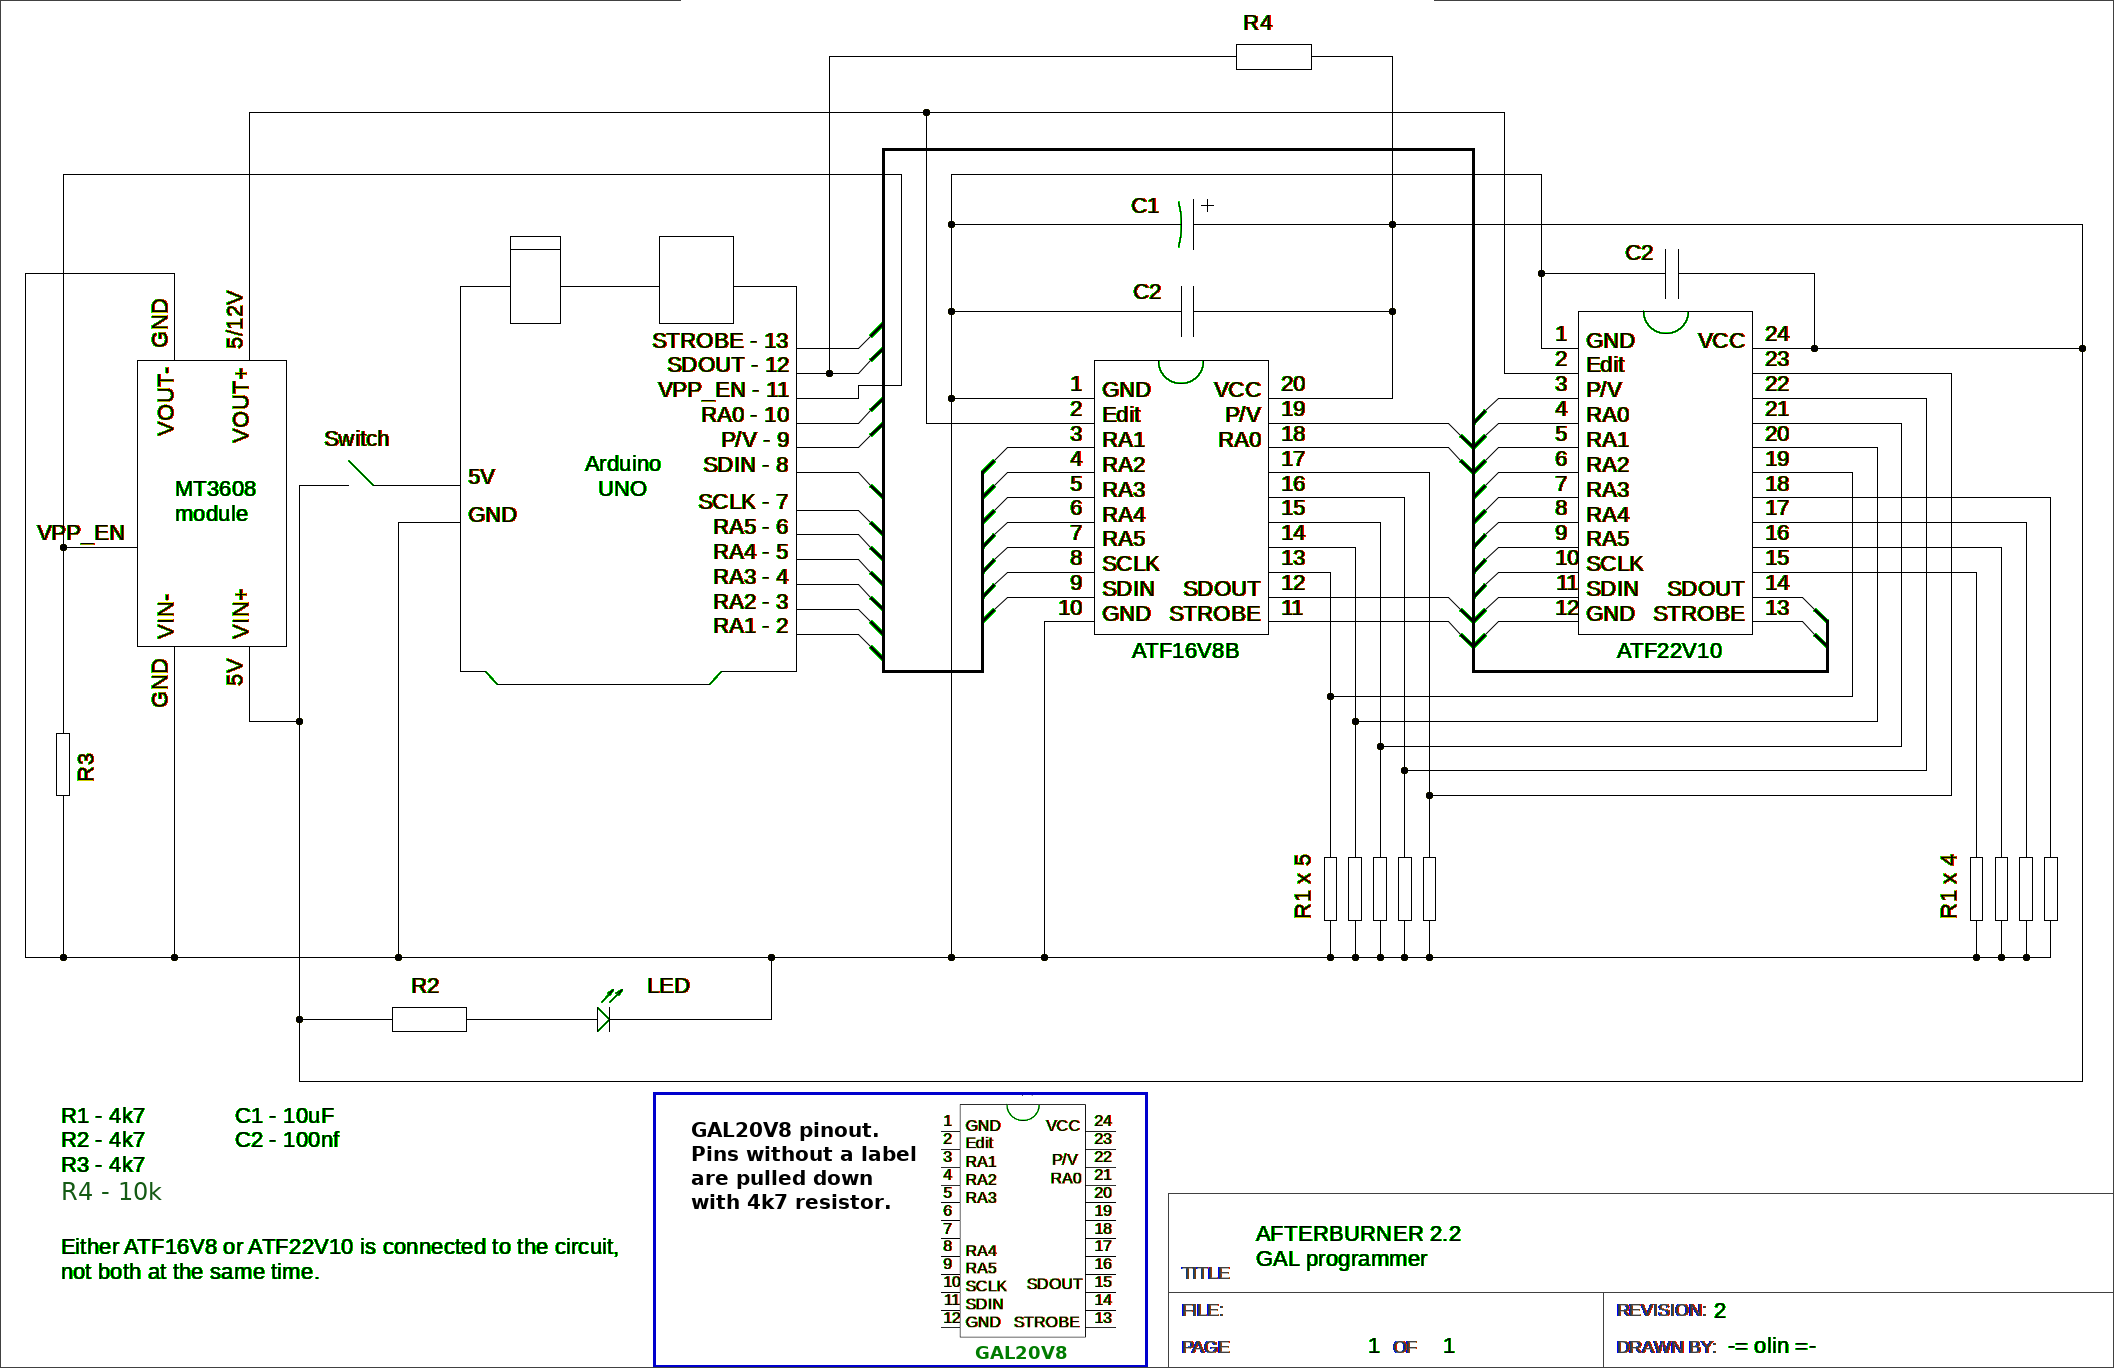 R4
C1 +
C2
C2
GND
5/12V
VOUT-
VOUT+
MT3608
module
VPP_EN
VIN-
VIN+
GND
5V
R3
Switch
5V
GND
Arduino
UNO
STROBE - 13
SDOUT - 12
VPP_EN - 11
RA0 - 10
P/V - 9
SDIN - 8
SCLK - 7
RA5 - 6
RA4 - 5
RA3 - 4
RA2 - 3
RA1 - 2
1 GND VCC 20
2 Edit P/V 19
3 RA1 RA0 18
4 RA2 17
5 RA3 16
6 RA4 15
7 RA5 14
8 SCLK 13
9 SDIN SDOUT 12
10 GND STROBE 11
ATF16V8B
1 GND VCC 24
2 Edit 23
3 P/V 22
4 RA0 21
5 RA1 20
6 RA2 19
7 RA3 18
8 RA4 17
9 RA5 16
10 SCLK 15
11 SDIN SDOUT 14
12 GND STROBE 13
ATF22V10
R1 x 5
R1 x 4
R2
LED
R1 - 4k7
R2 - 4k7
R3 - 4k7
R4 - 10k
C1 - 10uF
C2 - 100nf
Either ATF16V8 or ATF22V10 is connected to the circuit,
not both at the same time.
GAL20V8 pinout.
Pins without a label
are pulled down
with 4k7 resistor.
1 GND VCC 24
2 Edit 23
3 RA1 P/V 22
4 RA2 RA0 21
5 RA3 20
6 19
7 18
8 RA4 17
9 RA5 16
10 SCLK SDOUT 15
11 SDIN 14
12 GND STROBE 13
GAL20V8
AFTERBURNER 2.2
GAL programmer
TITLE
FILE:
REVISION: 2
PAGE 1 OF 1
DRAWN BY: -= olin =-